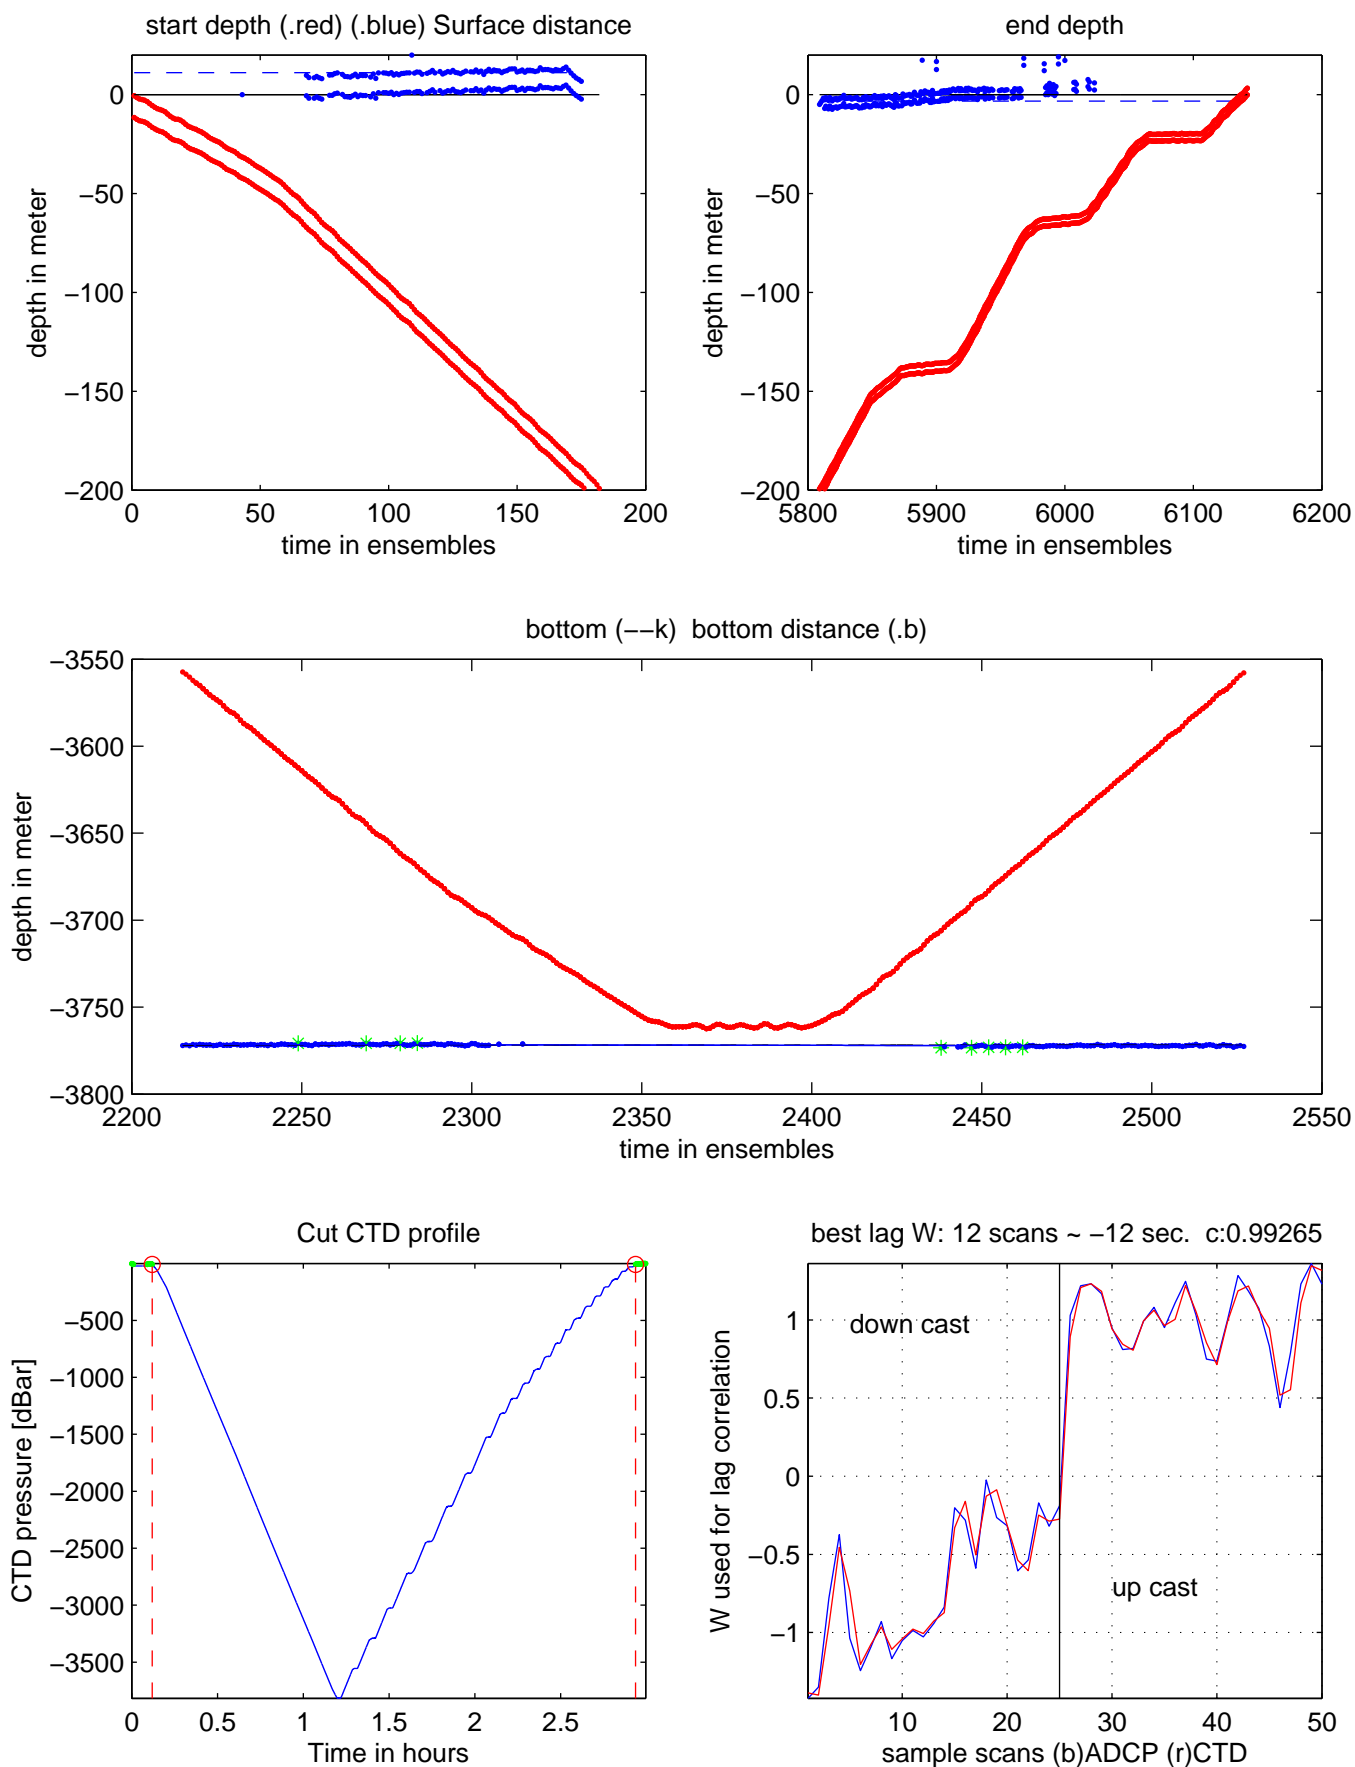 start depth (.red) (.blue) Surface distance
0
−50
−100
−150
−200
depth in meter
0 50 100 150 200
time in ensembles
end depth
0
−50
−100
−150
−200
depth in meter
5800 5900 6000 6100 6200
time in ensembles
bottom (−−k)  bottom distance (.b)
−3550
−3600
−3650
−3700
−3750
−3800
depth in meter
2200 2250 2300 2350 2400 2450 2500 2550
time in ensembles
Cut CTD profile
−500
−1000
−1500
−2000
−2500
−3000
−3500
CTD pressure [dBar]
0 0.5 1 1.5 2 2.5
Time in hours
best lag W: 12 scans ~ −12 sec.  c:0.99265
1
0.5
0
−0.5
−1
W used for lag correlation
down cast
up cast
10 20 30 40 50
sample scans (b)ADCP (r)CTD